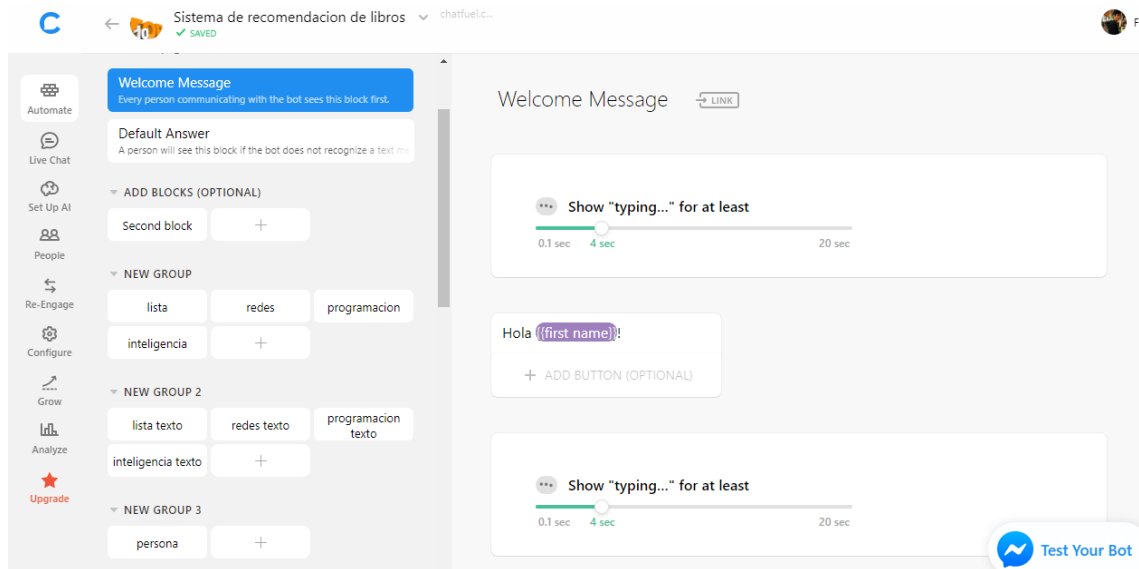 Sistema de recomendacion de libros
chatfuel.c...
SAVED
F
Automate
Live Chat
Set Up AI
People
Re-Engage
Configure
Grow
Analyze
Upgrade
Welcome Message
Every person communicating with the bot sees this block first.
Default Answer
A person will see this block if the bot does not recognize a text me
ADD BLOCKS (OPTIONAL)
Second block
NEW GROUP
lista
redes
programacion
inteligencia
NEW GROUP 2
lista texto
redes texto
programacion
texto
inteligencia texto
NEW GROUP 3
persona
Welcome Message
LINK
Show "typing..." for at least
0.1 sec 4 sec 20 sec
Hola {{first name}}!
+ ADD BUTTON (OPTIONAL)
Show "typing..." for at least
0.1 sec 4 sec 20 sec
Test Your Bot